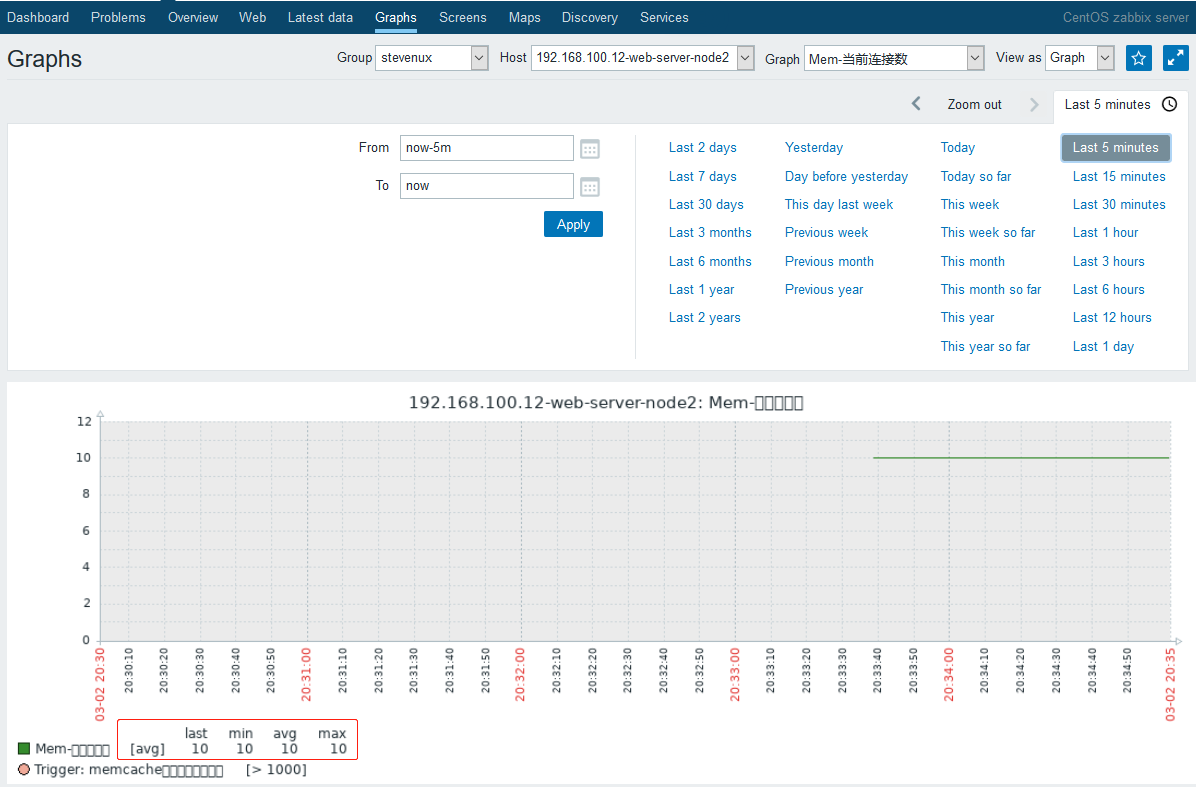 Dashboard Problems Overview Web Latest data Graphs Screens Maps Discovery Services CentOS zabbix server
Graphs Group stevenux Host 192.168.100.12-web-server-node2 Graph Mem-当前连接数 View as Graph
Zoom out Last 5 minutes
From now-5m
To now
Apply
Last 2 days Yesterday Today Last 5 minutes
Last 7 days Day before yesterday Today so far Last 15 minutes
Last 30 days This day last week This week Last 30 minutes
Last 3 months Previous week This week so far Last 1 hour
Last 6 months Previous month This month Last 3 hours
Last 1 year Previous year This month so far Last 6 hours
Last 2 years This year Last 12 hours
This year so far Last 1 day
192.168.100.12-web-server-node2: Mem-□□□□□
12
10
8
6
4
2
0
03-02 20:30 20:30:10 20:30:20 20:30:30 20:30:40 20:30:50 20:31:00 20:31:10 20:31:20 20:31:30 20:31:40 20:31:50 20:32:00 20:32:10 20:32:20 20:32:30 20:32:40 20:32:50 20:33:00 20:33:10 20:33:20 20:33:30 20:33:40 20:33:50 20:34:00 20:34:10 20:34:20 20:34:30 20:34:40 20:34:50 03-02 20:35
last min avg max
Mem-□□□□□ [avg] 10 10 10 10
Trigger: memcache□□□□□□□□ [> 1000]